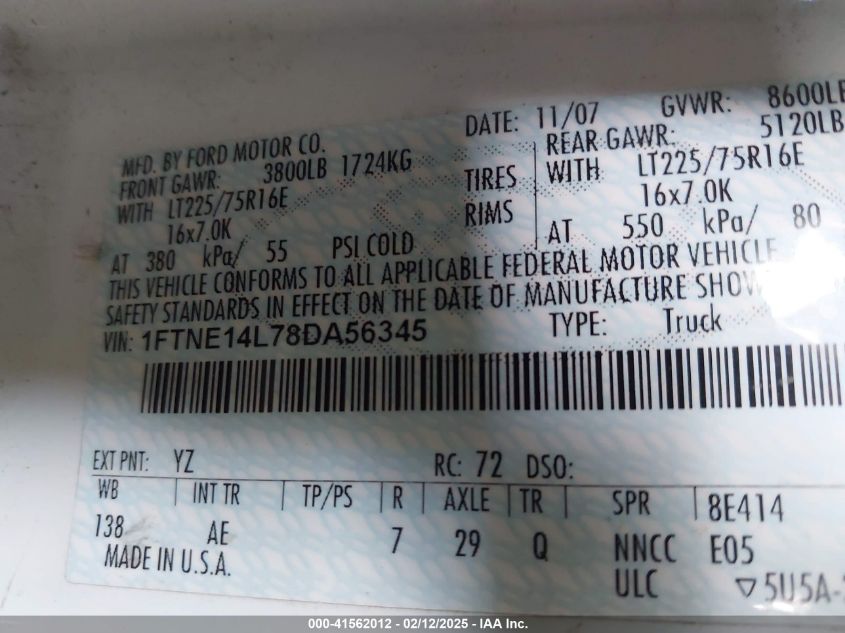 MFD. BY FORD MOTOR CO.
DATE: 11/07 GVWR: 8600LB
FRONT GAWR: 3800LB 1724KG
REAR GAWR: 5120LB
WITH LT225/75R16E TIRES WITH LT225/75R16E
16x7.0K RIMS 16x7.0K
AT 380 kPa/ 55 PSI COLD AT 550 kPa/ 80
THIS VEHICLE CONFORMS TO ALL APPLICABLE FEDERAL MOTOR VEHICLE
SAFETY STANDARDS IN EFFECT ON THE DATE OF MANUFACTURE SHOW
VIN: 1FTNE14L78DA56345 TYPE: Truck
EXT PNT: YZ RC: 72 DSO:
WB INT TR TP/PS R AXLE TR SPR 8E414
138 AE 7 29 Q NNCC E05
MADE IN U.S.A. ULC ▽5U5A-
000-41562012 - 02/12/2025 - IAA Inc.